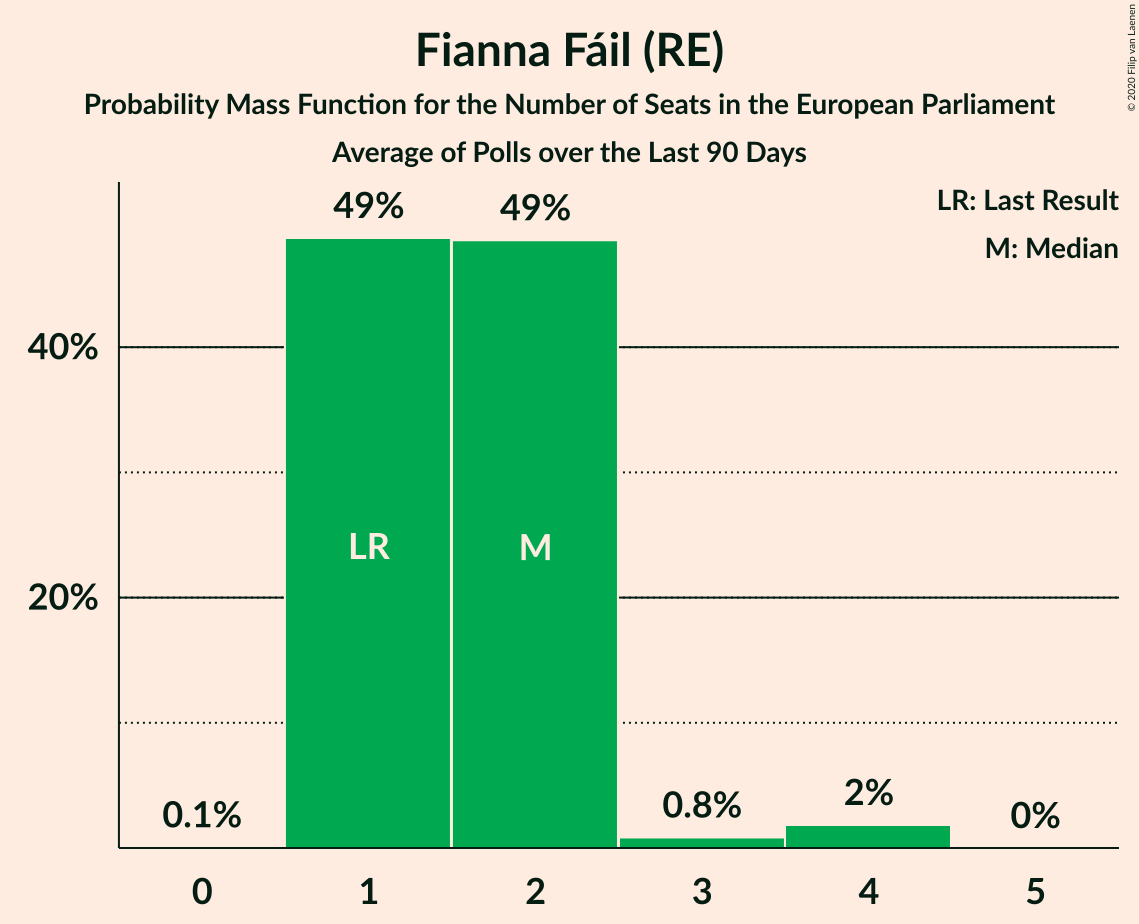 Fianna Fáil (RE)
Probability Mass Function for the Number of Seats in the European Parliament
Average of Polls over the Last 90 Days
© 2020 Filip van Laenen
LR: Last Result
M: Median
49%
49%
40%
LR
M
20%
0.1%
0.8%
2%
0%
0
1
2
3
4
5